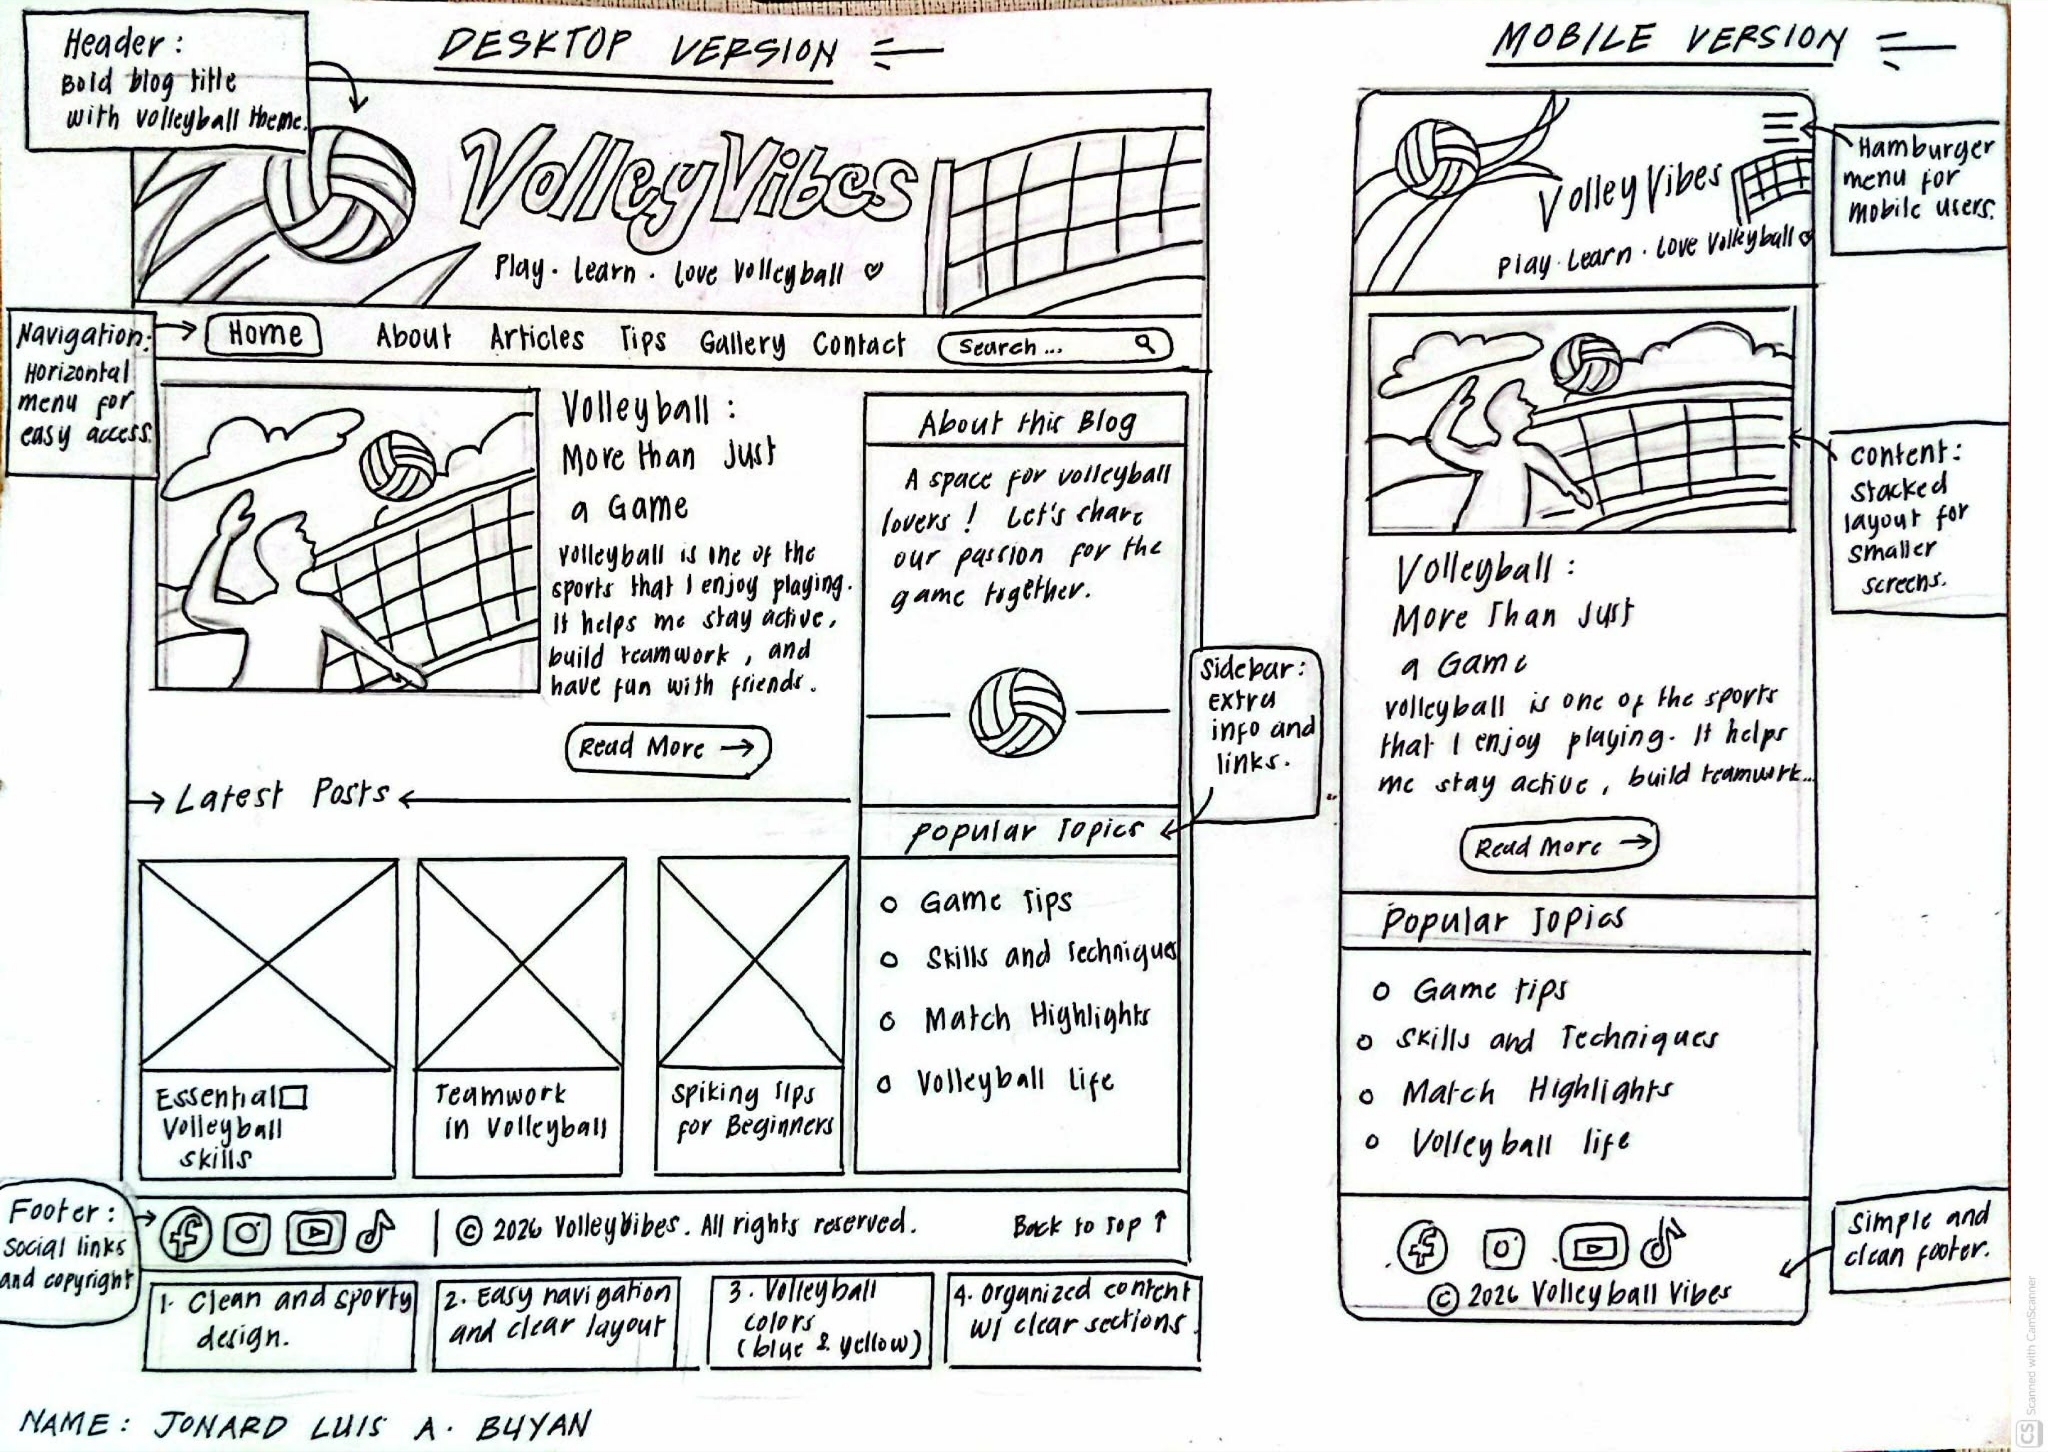 DESKTOP VERSION
MOBILE VERSION
Header:
Bold blog title
with volleyball theme.
VolleyVibes
Play. Learn. Love Volleyball ♡
Navigation:
Horizontal
menu for
easy access.
Home About Articles Tips Gallery Contact Search...
Volleyball:
More than Just
a Game
Volleyball is one of the
sports that I enjoy playing.
It helps me stay active,
build teamwork, and
have fun with friends.
Read More →
About this Blog
A space for volleyball
lovers! Let's share
our passion for the
game together.
Sidebar:
extra
info and
links.
→ Latest Posts ←
Popular Topics
Game Tips
Skills and Techniques
Match Highlights
Volleyball life
Essential
Volleyball
skills
Teamwork
in Volleyball
Spiking Tips
for Beginners
Footer:
Social links
and copyright
| © 2026 VolleyVibes. All rights reserved.
Back to Top ↑
1. Clean and sporty
design.
2. Easy navigation
and clear layout
3. Volleyball
colors
(blue & yellow)
4. Organized content
w/ clear sections.
NAME: JONARD LUIS A. BUYAN
VolleyVibes
Play. Learn. Love Volleyball ♡
Hamburger
menu for
mobile users.
Content:
Stacked
layout for
smaller
screens.
Volleyball:
More Than Just
a Game
Volleyball is one of the sports
that I enjoy playing. It helps
me stay active, build teamwork...
Read More →
Popular Topics
Game tips
Skills and Techniques
Match Highlights
Volleyball life
© 2026 Volleyball Vibes
Simple and
clean footer.
CS Scanned with CamScanner